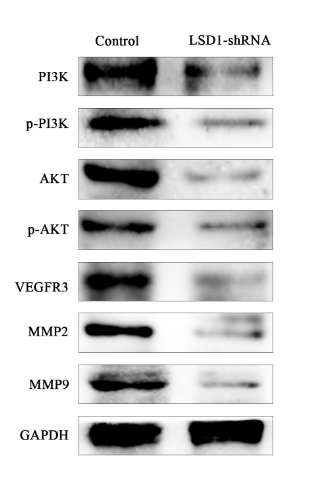 Control LSD1-shRNA
PI3K
p-PI3K
AKT
p-AKT
VEGFR3
MMP2
MMP9
GAPDH